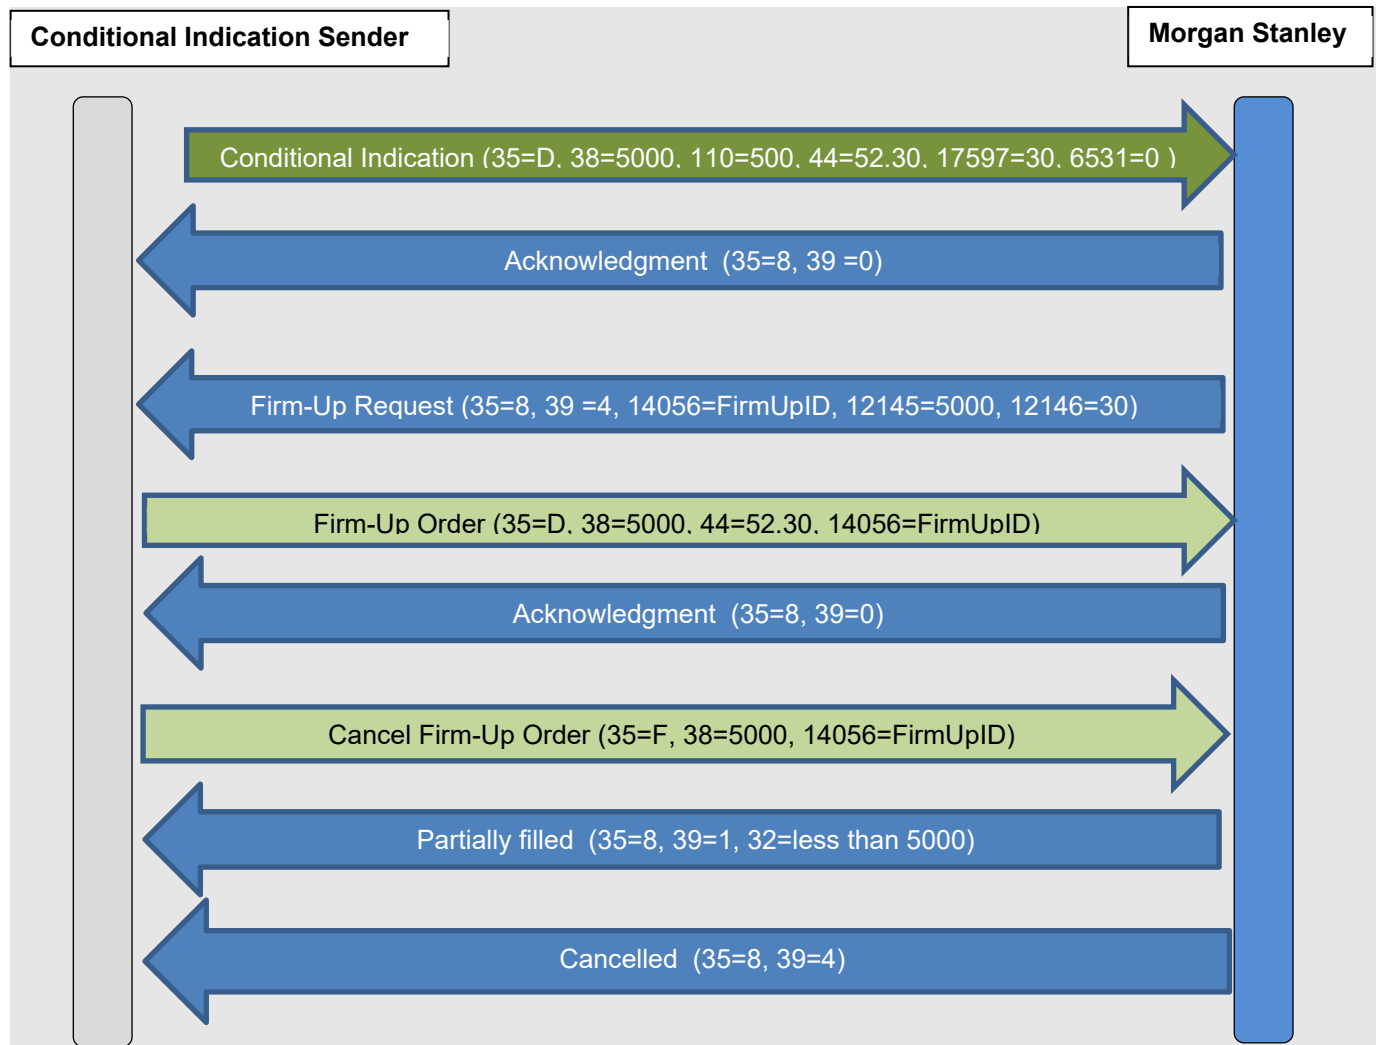 Conditional Indication Sender
Morgan Stanley
Conditional Indication (35=D, 38=5000, 110=500, 44=52.30, 17597=30, 6531=0 )
Acknowledgment  (35=8, 39 =0)
Firm-Up Request (35=8, 39 =4, 14056=FirmUpID, 12145=5000, 12146=30)
Firm-Up Order (35=D, 38=5000, 44=52.30, 14056=FirmUpID)
Acknowledgment  (35=8, 39=0)
Cancel Firm-Up Order (35=F, 38=5000, 14056=FirmUpID)
Partially filled  (35=8, 39=1, 32=less than 5000)
Cancelled  (35=8, 39=4)